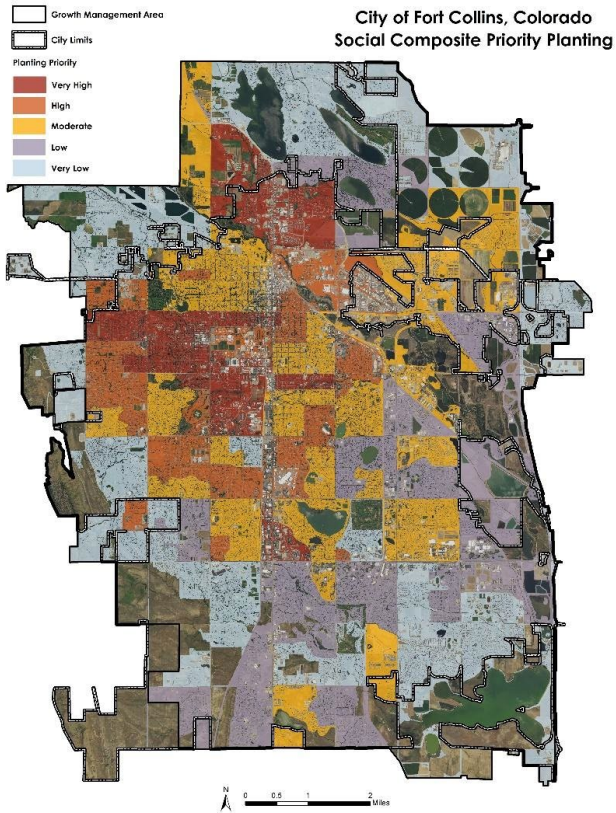 City of Fort Collins, Colorado
Social Composite Priority Planting
Growth Management Area
City Limits
Planting Priority
Very High
High
Moderate
Low
Very Low
N
0 0.5 1 2
Miles